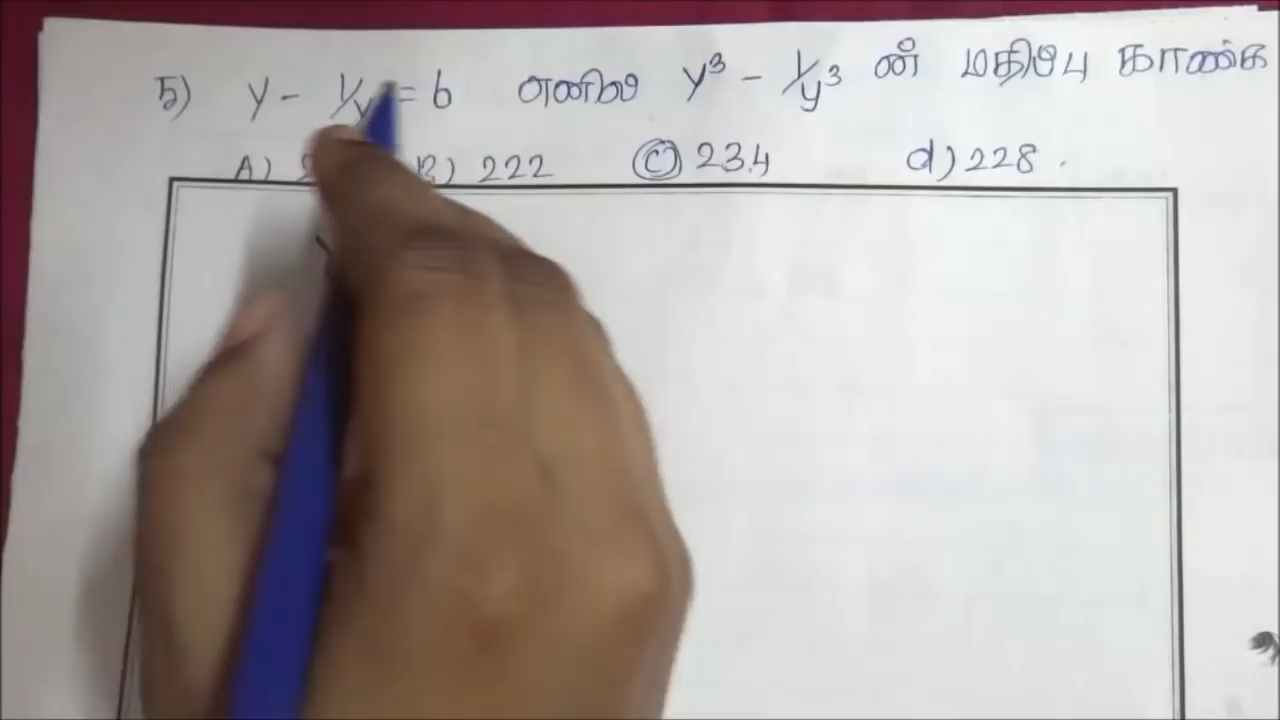 5) y - 1/y = 6 எனில் y³ - 1/y³ ன் மதிப்பு காண்க
A) B) 222 C) 234 d) 228.